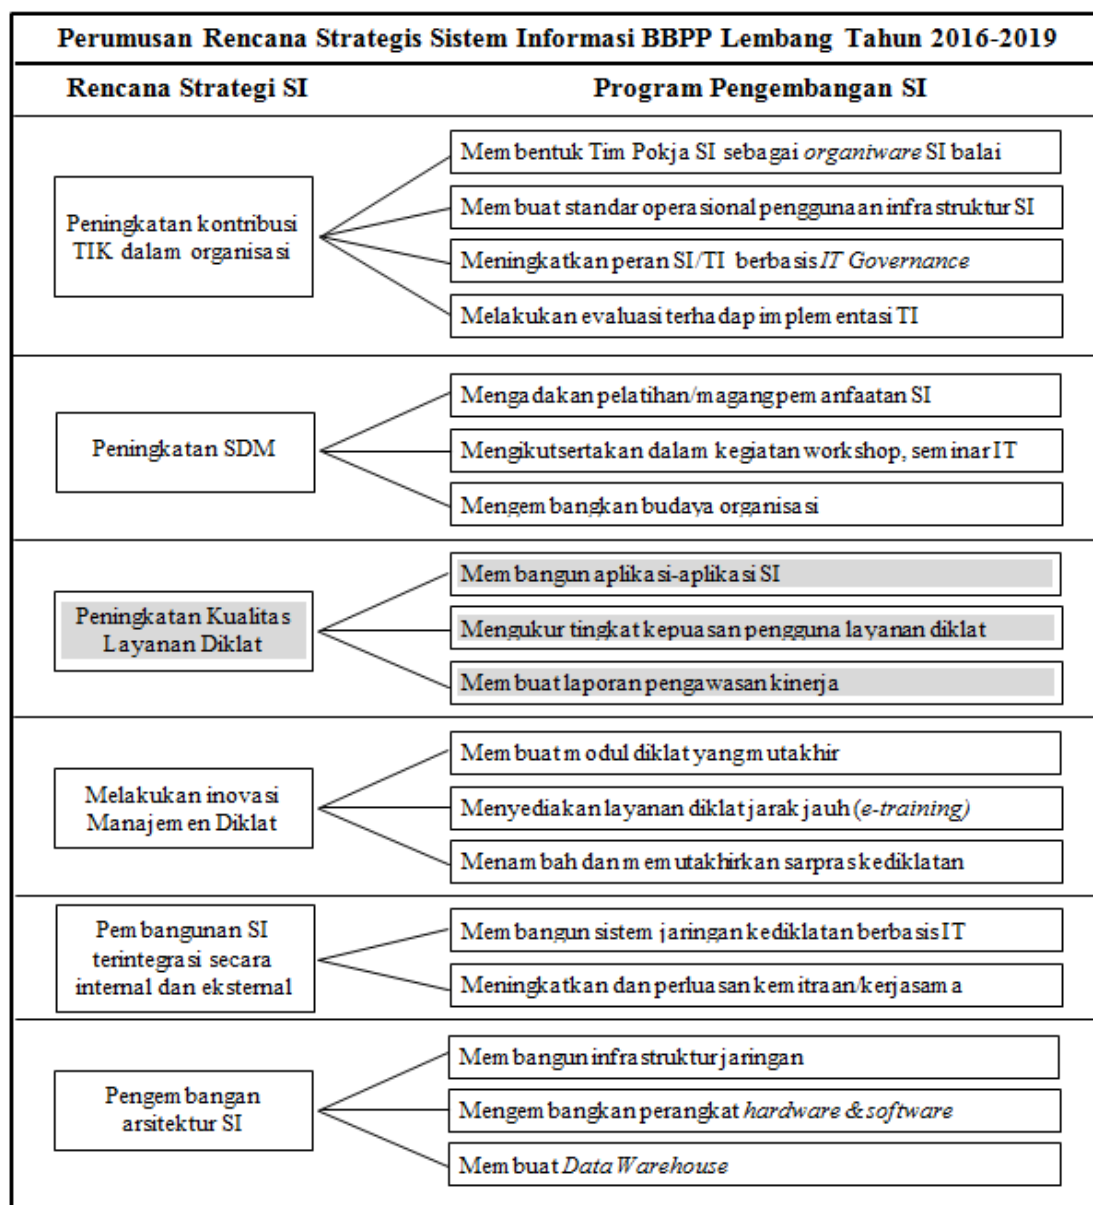 Perumusan Rencana Strategis Sistem Informasi BBPP Lembang Tahun 2016-2019
Rencana Strategi SI
Program Pengembangan SI
Peningkatan kontribusi
TIK dalam organisasi
Membentuk Tim Pokja SI sebagai organiware SI balai
Membuat standar operasional penggunaan infrastruktur SI
Meningkatkan peran SI/TI berbasis IT Governance
Melakukan evaluasi terhadap implementasi TI
Peningkatan SDM
Mengadakan pelatihan/magang pemanfaatan SI
Mengikutsertakan dalam kegiatan workshop, seminar IT
Mengembangkan budaya organisasi
Peningkatan Kualitas
Layanan Diklat
Membangun aplikasi-aplikasi SI
Mengukur tingkat kepuasan pengguna layanan diklat
Membuat laporan pengawasan kinerja
Melakukan inovasi
Manajemen Diklat
Membuat modul diklat yang mutakhir
Menyediakan layanan diklat jarak jauh (e-training)
Menambah dan memutakhirkan sarpras kediklatan
Pembangunan SI
terintegrasi secara
internal dan eksternal
Membangun sistem jaringan kediklatan berbasis IT
Meningkatkan dan perluasan kemitraan/kerjasama
Pengembangan
arsitektur SI
Membangun infrastruktur jaringan
Mengembangkan perangkat hardware & software
Membuat Data Warehouse